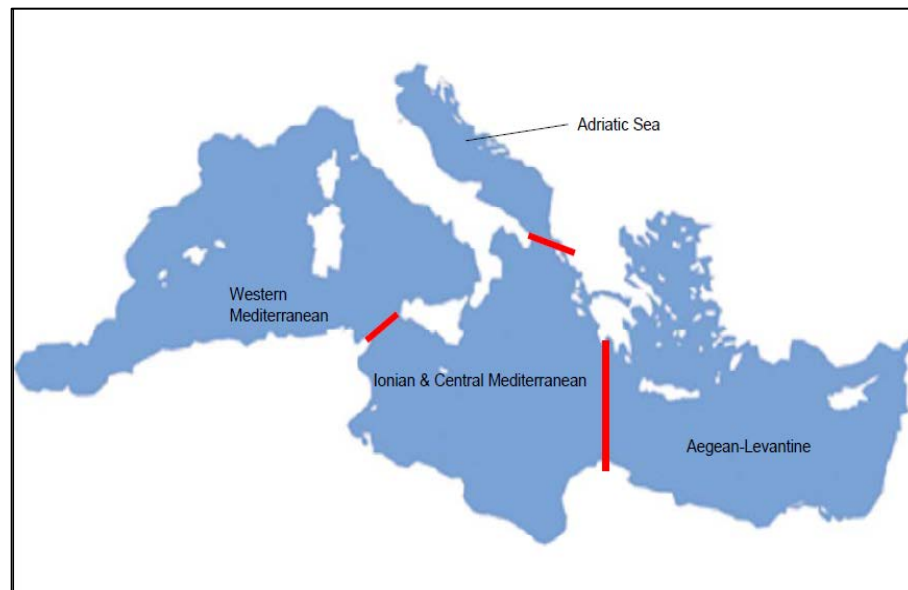 Adriatic Sea
Western
Mediterranean
Ionian & Central Mediterranean
Aegean-Levantine